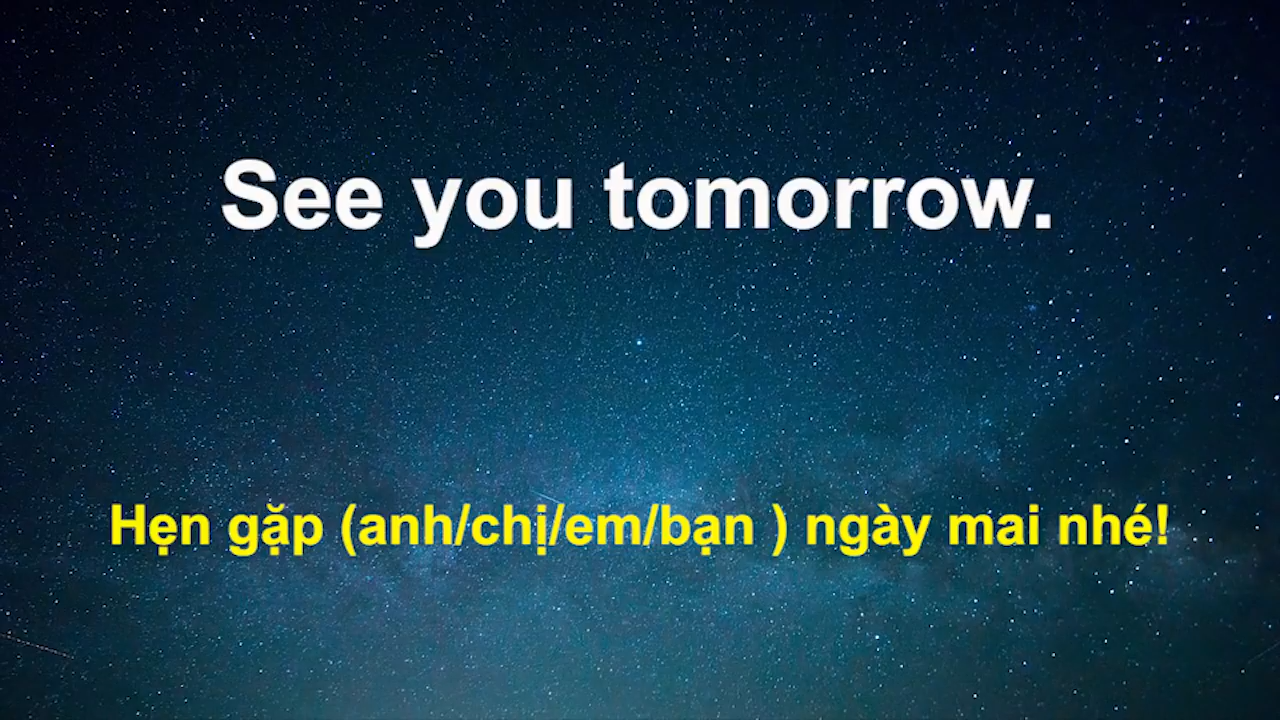 See you tomorrow.
Hẹn gặp (anh/chị/em/bạn ) ngày mai nhé!